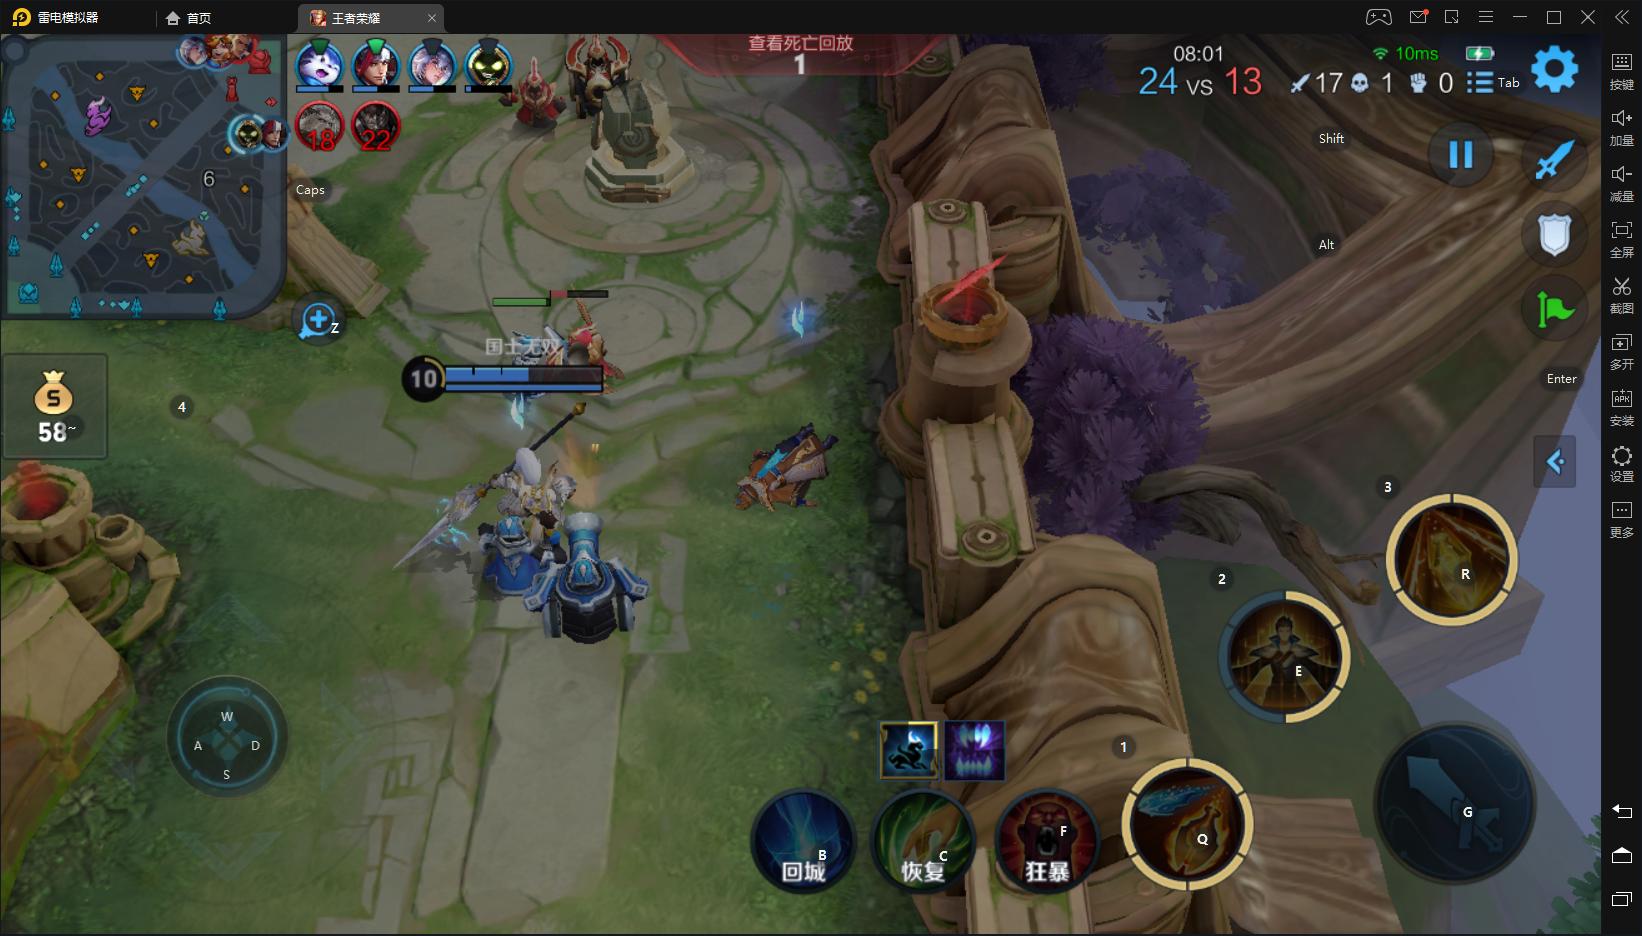 雷电模拟器
首页
王者荣耀
查看死亡回放
1
08:01
10ms
24 vs 13
17
1
0
Tab
按键
加量
减量
全屏
截图
多开
安装
设置
更多
Shift
Alt
Enter
18
22
6
Caps
Z
国士无双
10
58~
4
3
R
2
E
W
A
D
S
1
Q
G
B
回城
C
恢复
F
狂暴